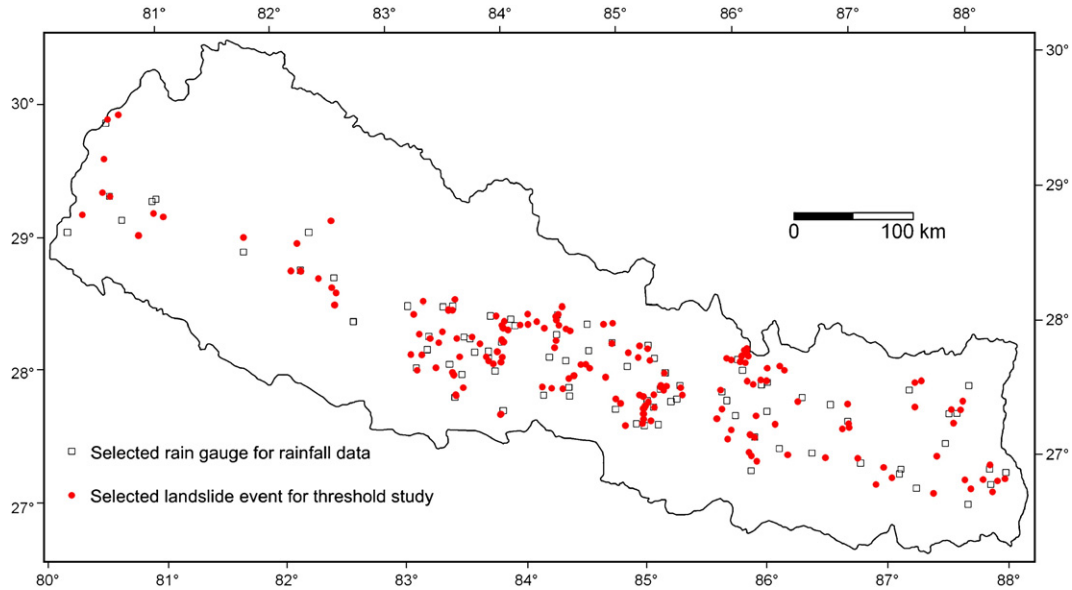 81° 82° 83° 84° 85° 86° 87° 88°
30°
30°
29°
29°
0 100 km
28°
28°
Selected rain gauge for rainfall data
27°
Selected landslide event for threshold study
27°
80° 81° 82° 83° 84° 85° 86° 87° 88°